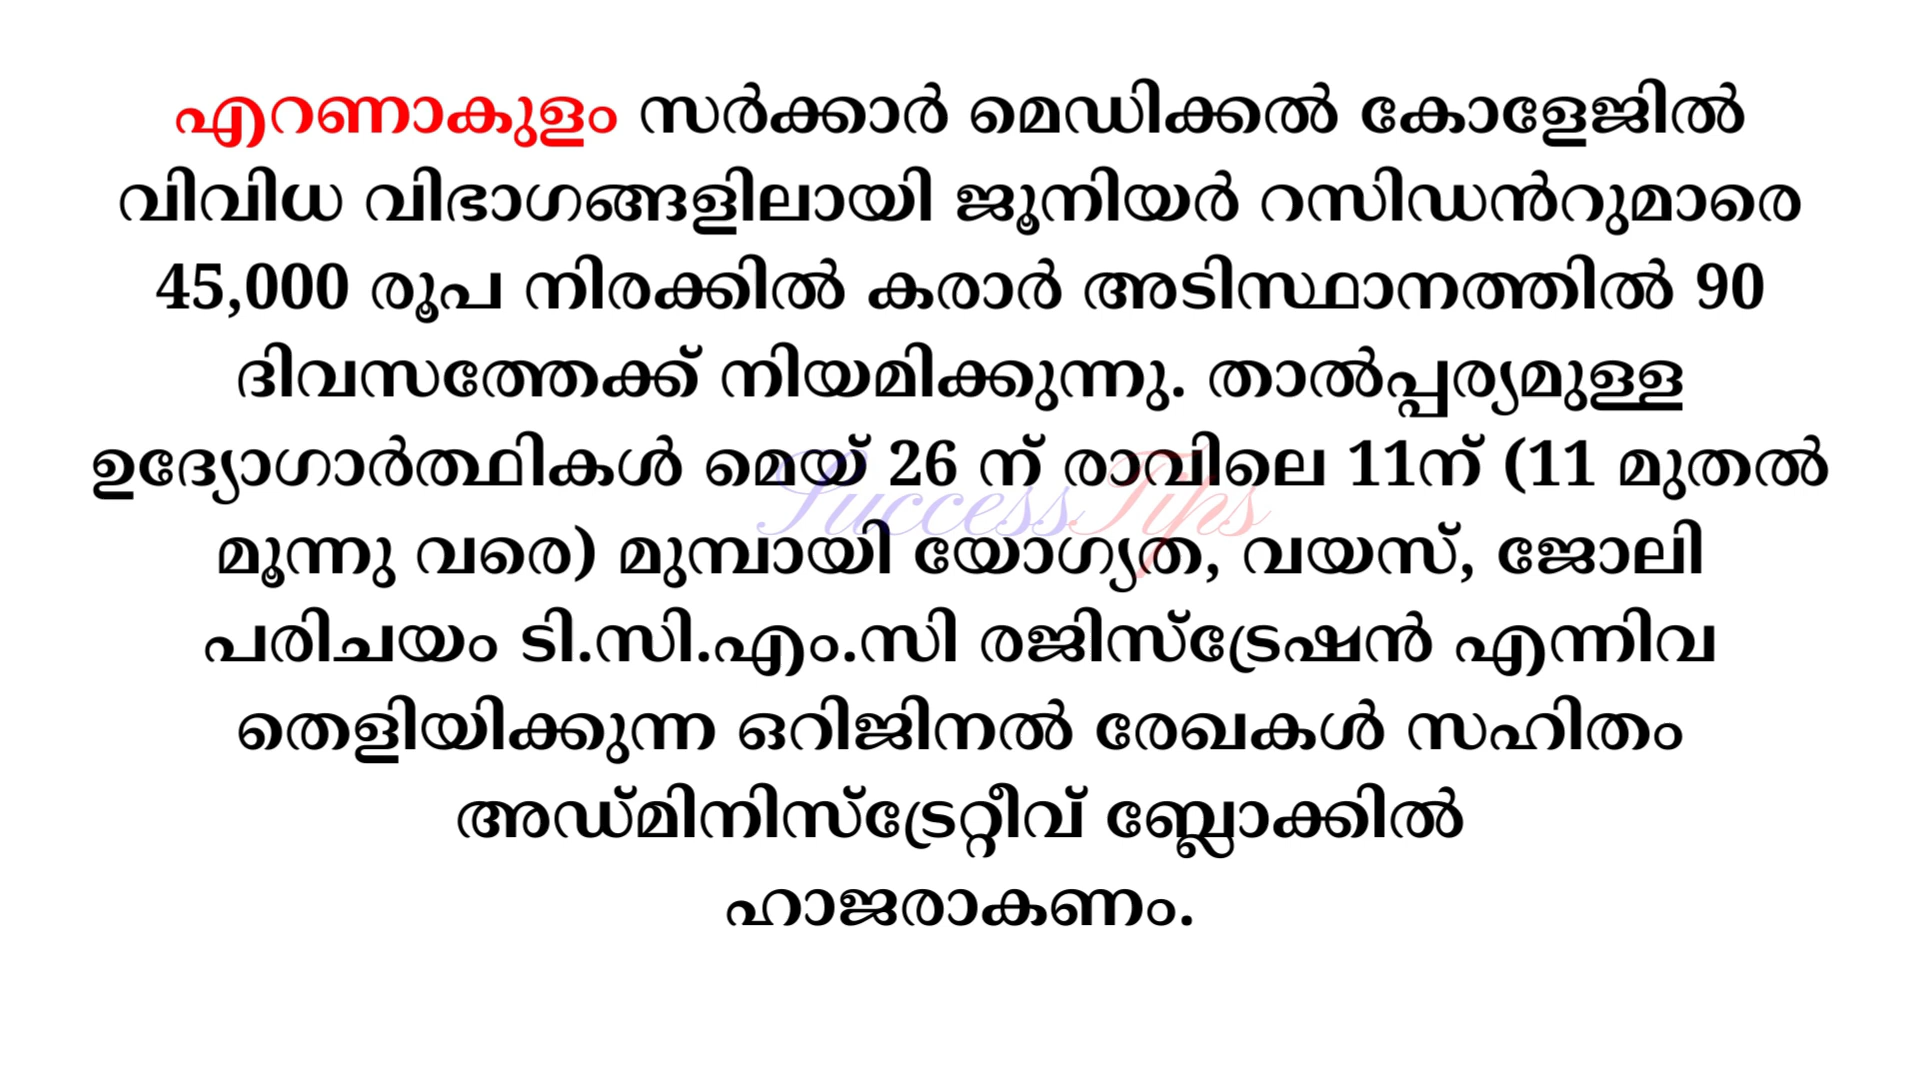 എറണാകുളം സർക്കാർ മെഡിക്കൽ കോളേജിൽ
വിവിധ വിഭാഗങ്ങളിലായി ജൂനിയർ റസിഡൻറുമാരെ
45,000 രൂപ നിരക്കിൽ കരാർ അടിസ്ഥാനത്തിൽ 90
ദിവസത്തേക്ക് നിയമിക്കുന്നു. താൽപ്പര്യമുള്ള
ഉദ്യോഗാർത്ഥികൾ മെയ് 26 ന് രാവിലെ 11ന് (11 മുതൽ
SuccessTips
മൂന്നു വരെ) മുമ്പായി യോഗ്യത, വയസ്, ജോലി
പരിചയം ടി.സി.എം.സി രജിസ്ട്രേഷൻ എന്നിവ
തെളിയിക്കുന്ന ഒറിജിനൽ രേഖകൾ സഹിതം
അഡ്മിനിസ്ട്രേറ്റീവ് ബ്ലോക്കിൽ
ഹാജരാകണം.